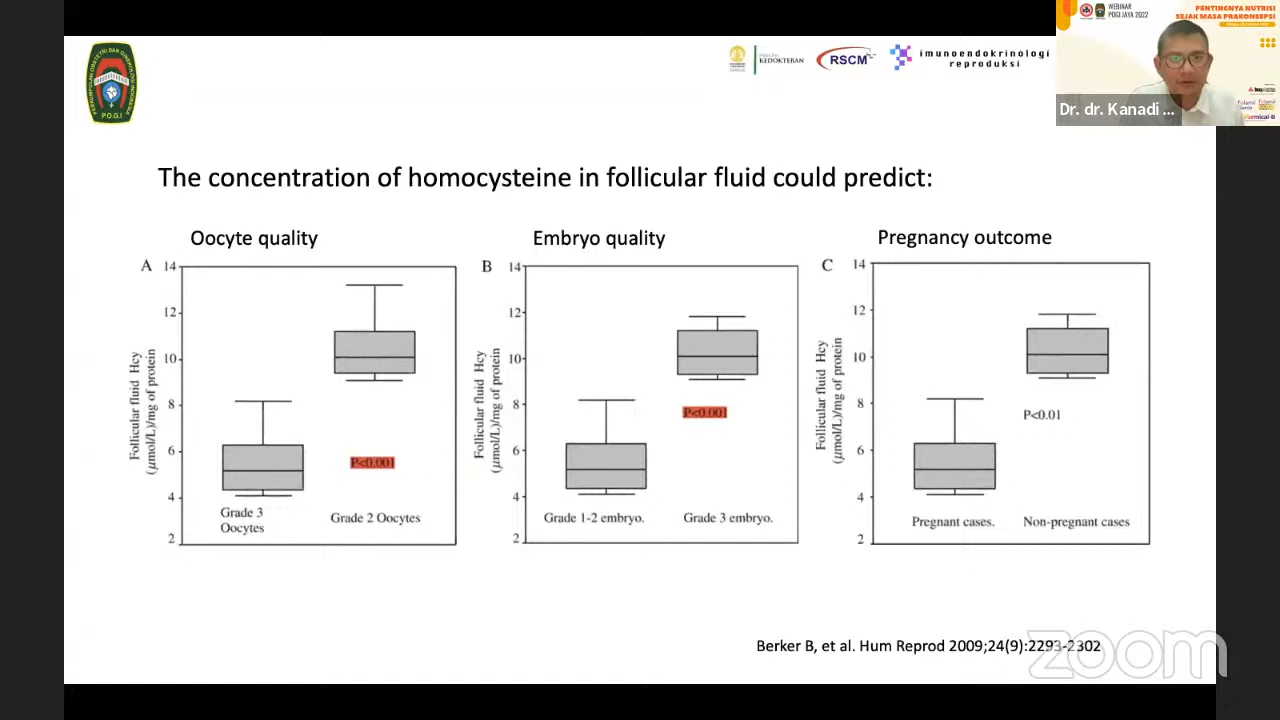 WEBINAR
POGI JAYA 2022
PENTINGNYA NUTRISI
SEJAK MASA PRAKONSEPSI
PERKUMPULAN OBSTETRI DAN GINEKOLOGI INDONESIA
P.O.G.I
KEDOKTERAN
RSCM
imunoendokrinologi
reproduksi
Dr. dr. Kanadi ...
The concentration of homocysteine in follicular fluid could predict:
Oocyte quality
A
14
12
10
8
6
4
2
Follicular fluid Hcy
(μmol/L)/mg of protein
P<0.001
Grade 3
Oocytes
Grade 2 Oocytes
Embryo quality
B
14
12
10
8
6
4
2
Follicular fluid Hcy
(μmol/L)/mg of protein
P<0.001
Grade 1-2 embryo.
Grade 3 embryo.
Pregnancy outcome
C
14
12
10
8
6
4
2
Follicular fluid Hcy
(μmol/L)/mg of protein
P<0.01
Pregnant cases.
Non-pregnant cases
Berker B, et al. Hum Reprod 2009;24(9):2293-2302
zoom